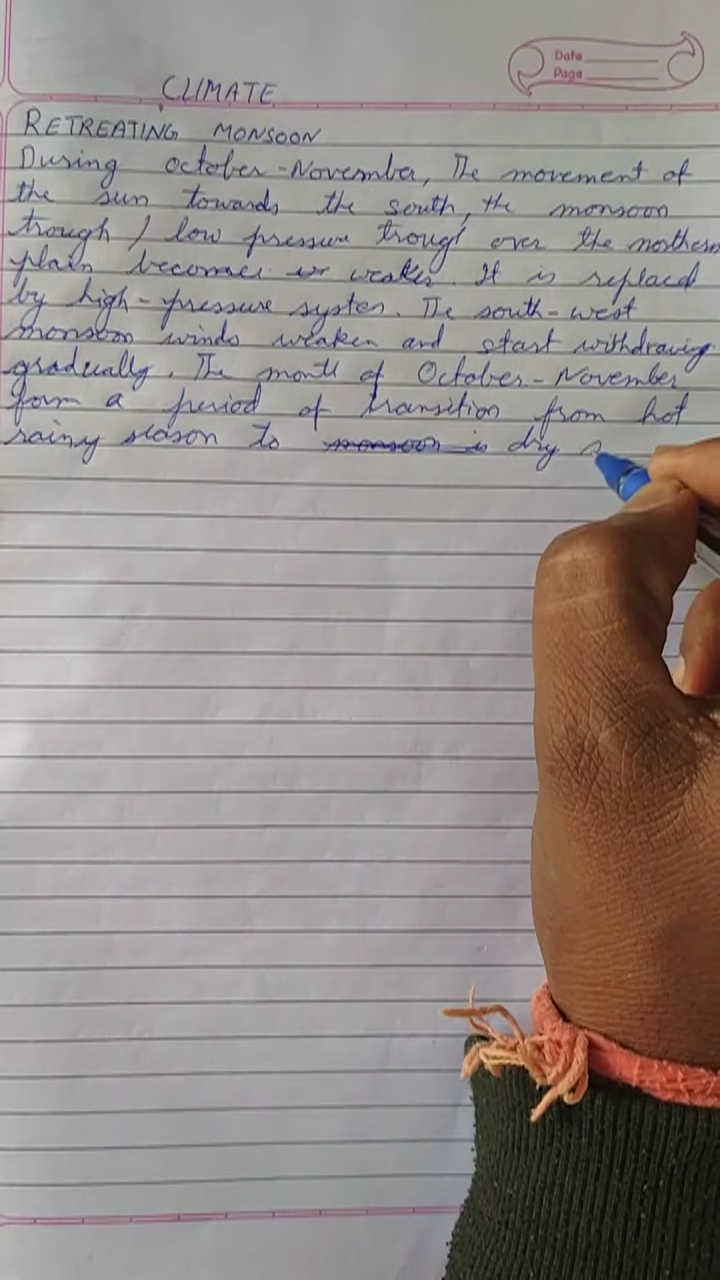 Date
Page
CLIMATE
RETREATING MONSOON
During October-November, The movement of
the sun towards the south, the monsoon
trough / low pressure trough over the northern
plain becomes weaker. It is replaced
by high-pressure system. The south-west
monsoon winds weaken and start withdrawing
gradually. The month of October-November
form a period of transition from hot
rainy season to dry